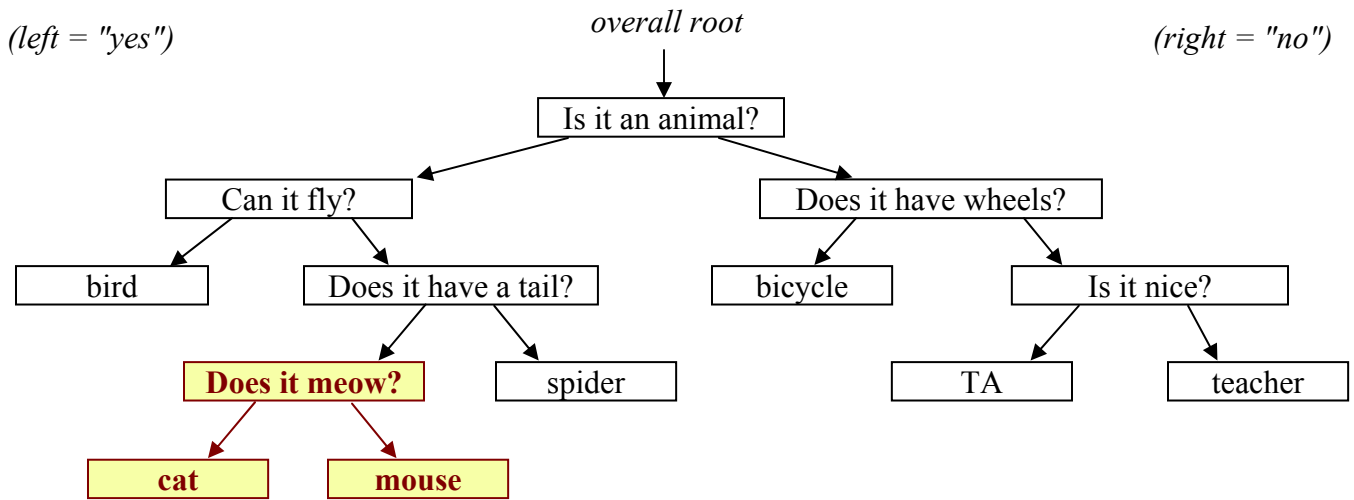 (left = "yes")
overall root
(right = "no")
Is it an animal?
Can it fly?
Does it have wheels?
bird
Does it have a tail?
bicycle
Is it nice?
Does it meow?
spider
TA
teacher
cat
mouse